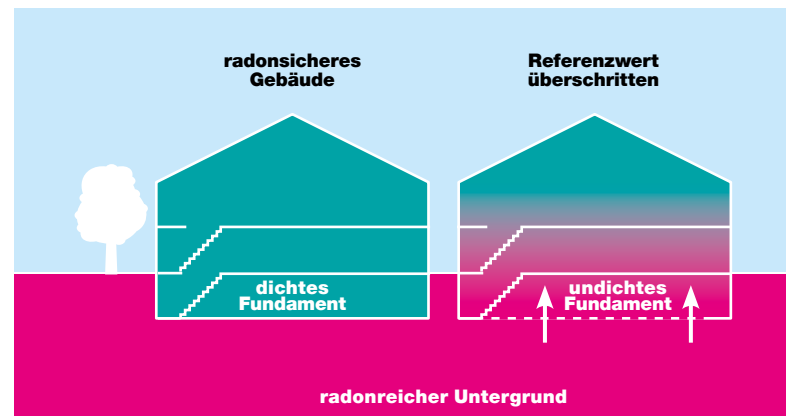 radonsicheres
Gebäude
Referenzwert
überschritten
dichtes
Fundament
undichtes
Fundament
radonreicher Untergrund